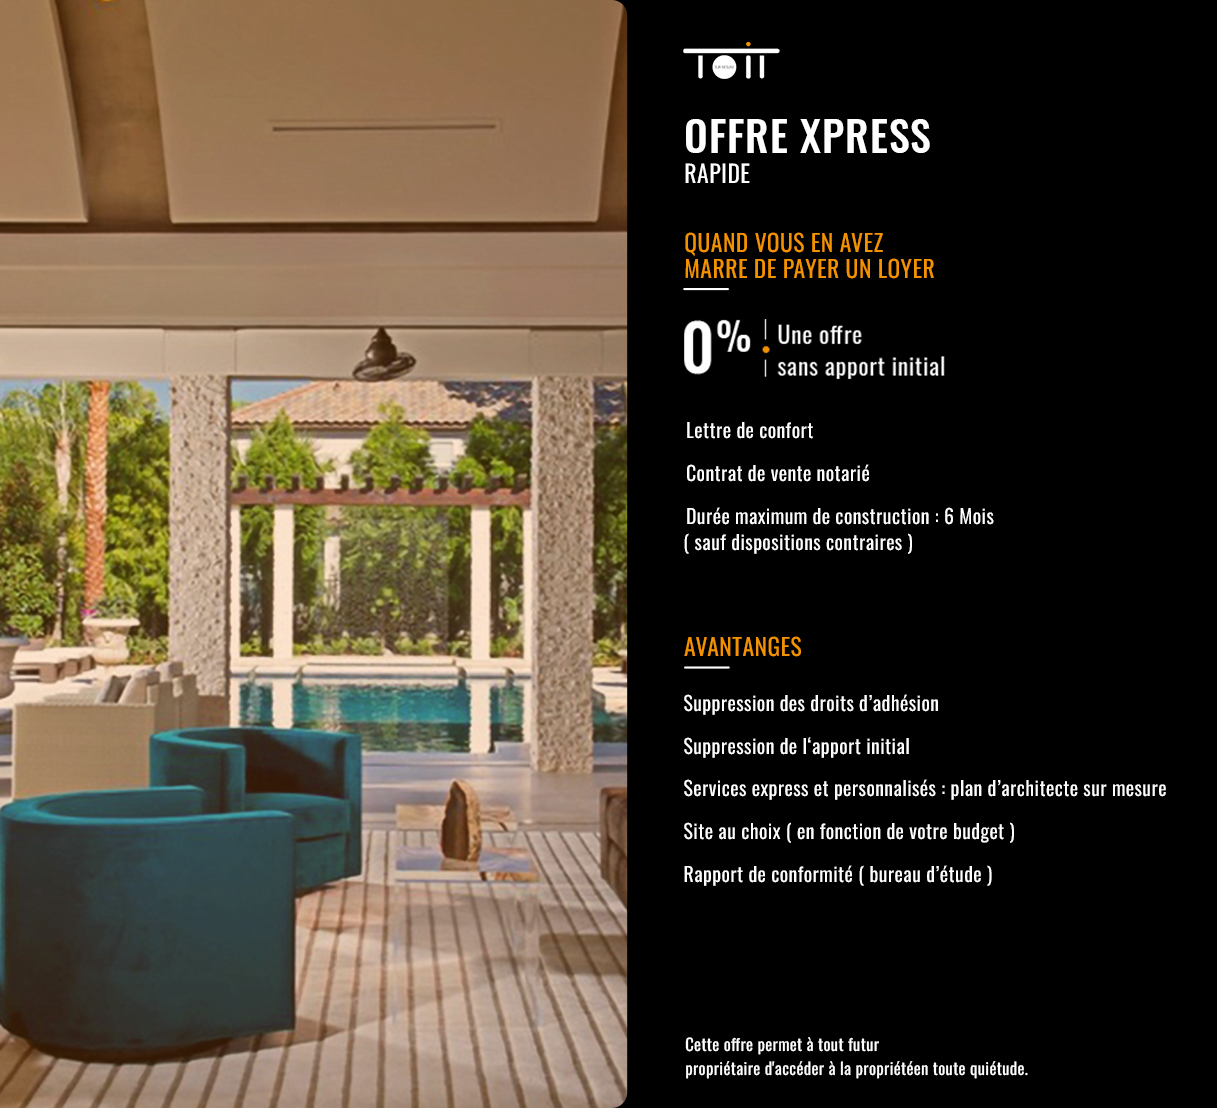 TOIT
OFFRE XPRESS
RAPIDE
QUAND VOUS EN AVEZ
MARRE DE PAYER UN LOYER
0% Une offre
sans apport initial
Lettre de confort
Contrat de vente notarié
Durée maximum de construction : 6 Mois
( sauf dispositions contraires )
AVANTANGES
Suppression des droits d’adhésion
Suppression de l‘apport initial
Services express et personnalisés : plan d’architecte sur mesure
Site au choix ( en fonction de votre budget )
Rapport de conformité ( bureau d’étude )
Cette offre permet à tout futur
propriétaire d'accéder à la propriétéen toute quiétude.